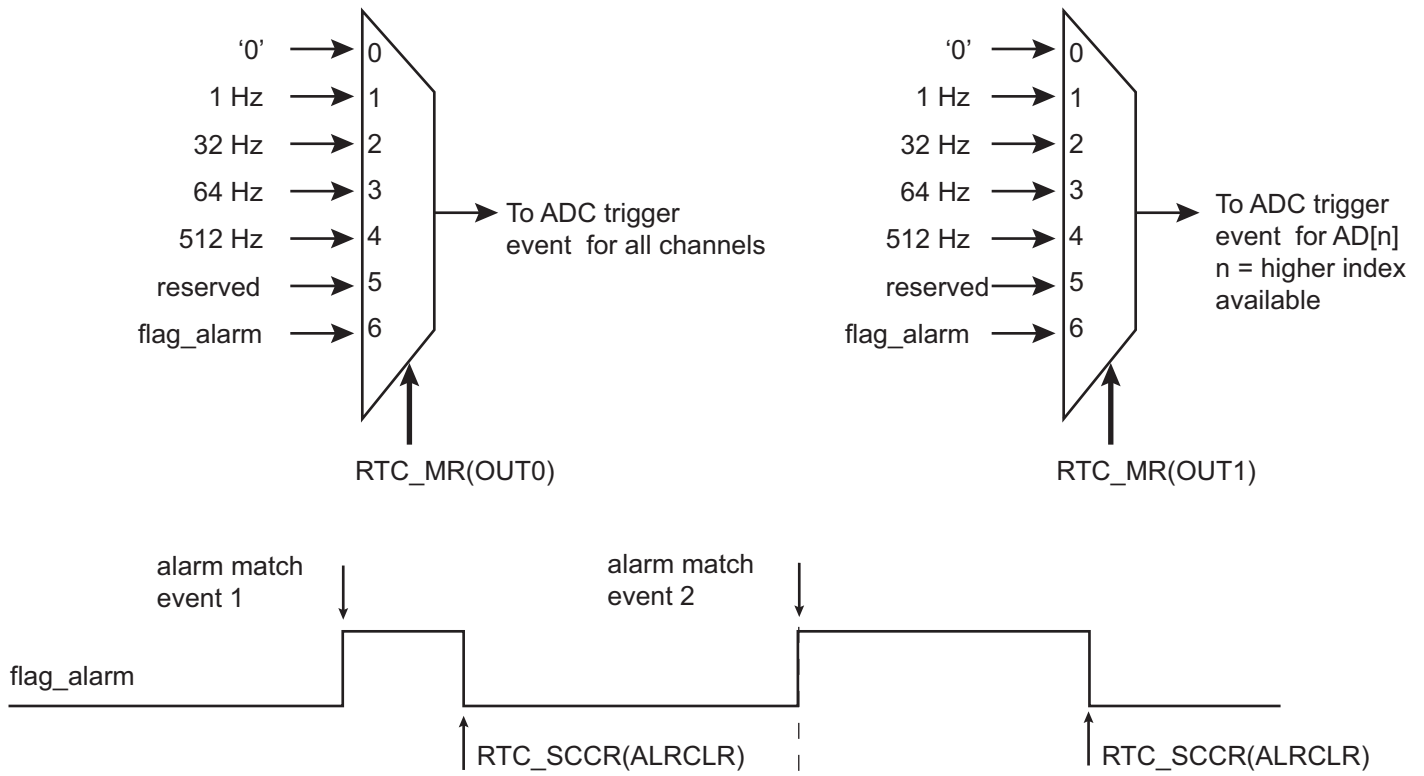 ‘0’
0
1 Hz
1
32 Hz
2
64 Hz
3
512 Hz
4
reserved
5
flag_alarm
6
To ADC trigger
event for all channels
RTC_MR(OUT0)
‘0’
0
1 Hz
1
32 Hz
2
64 Hz
3
512 Hz
4
reserved
5
flag_alarm
6
To ADC trigger
event for AD[n]
n = higher index
available
RTC_MR(OUT1)
alarm match
event 1
alarm match
event 2
flag_alarm
RTC_SCCR(ALRCLR)
RTC_SCCR(ALRCLR)